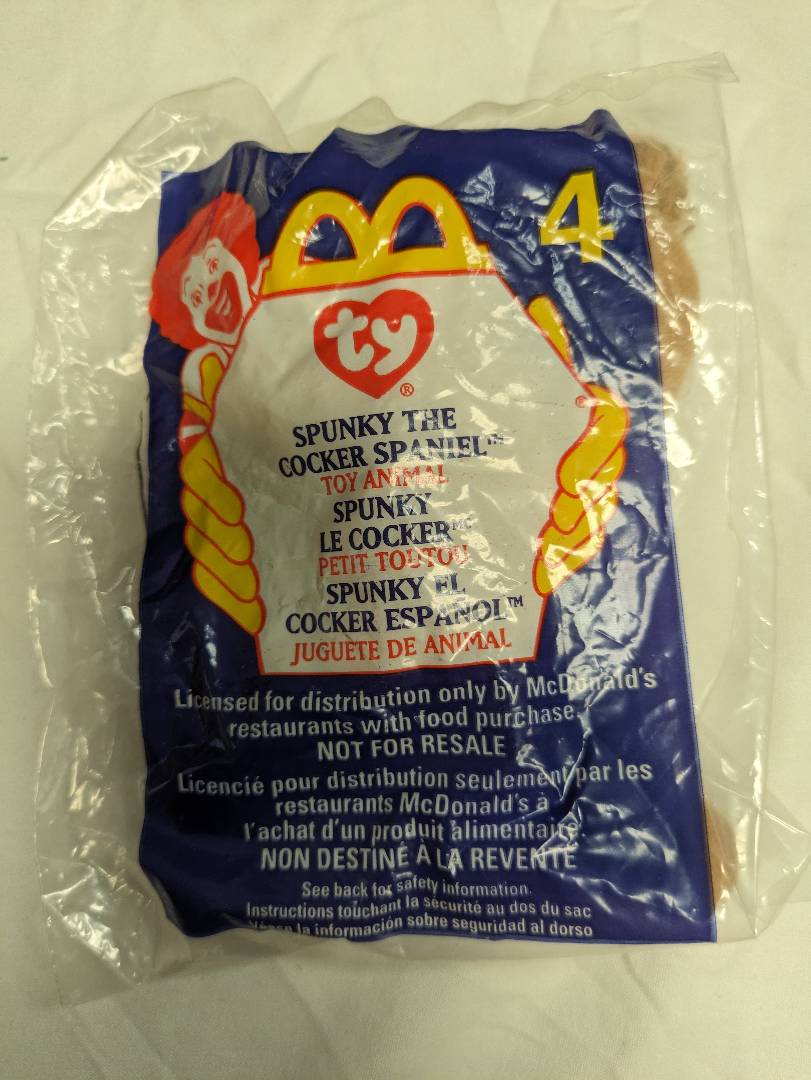 4
ty
®
®
SPUNKY THE
COCKER SPANIEL™
TOY ANIMAL
SPUNKY
LE COCKER MC
PETIT TOUTOU
SPUNKY EL
COCKER ESPAÑOL™
JUGUETE DE ANIMAL
Licensed for distribution only by McDonald's
restaurants with food purchase.
NOT FOR RESALE
Licencié pour distribution seulement par les
restaurants McDonald's à
l'achat d'un produit alimentaire.
NON DESTINÉ À LA REVENTE
See back for safety information.
Instructions touchant la sécurité au dos du sac
la información sobre seguridad al dorso